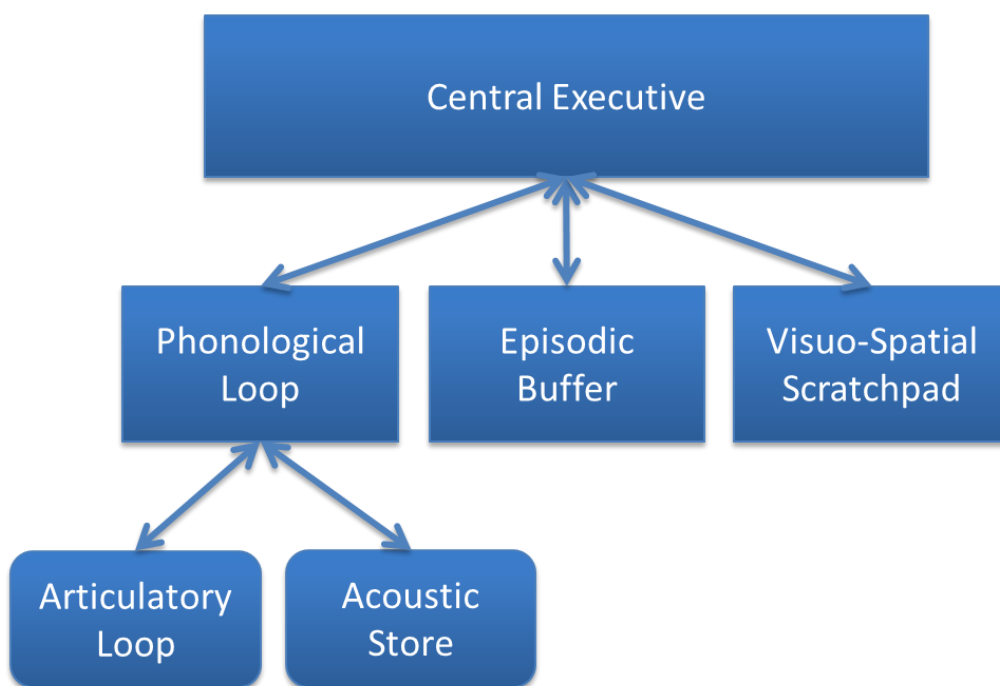 Central Executive
Phonological
Loop
Episodic
Buffer
Visuo-Spatial
Scratchpad
Articulatory
Loop
Acoustic
Store